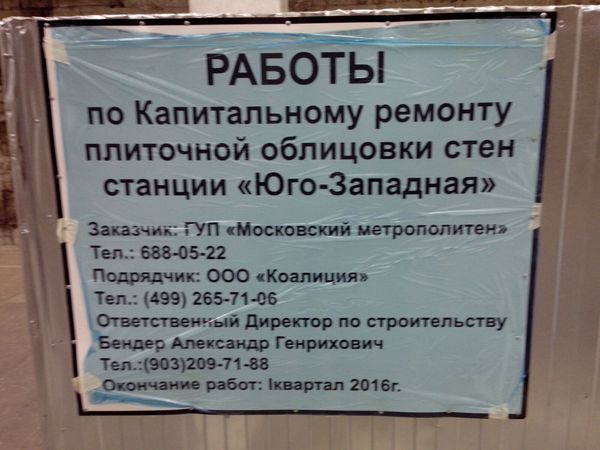 РАБОТЫ
по Капитальному ремонту
плиточной облицовки стен
станции «Юго-Западная»
Заказчик: ГУП «Московский метрополитен»
Тел.: 688-05-22
Подрядчик: ООО «Коалиция»
Тел.: (499) 265-71-06
Ответственный Директор по строительству
Бендер Александр Генрихович
Тел.:(903)209-71-88
Окончание работ: Iквартал 2016г.